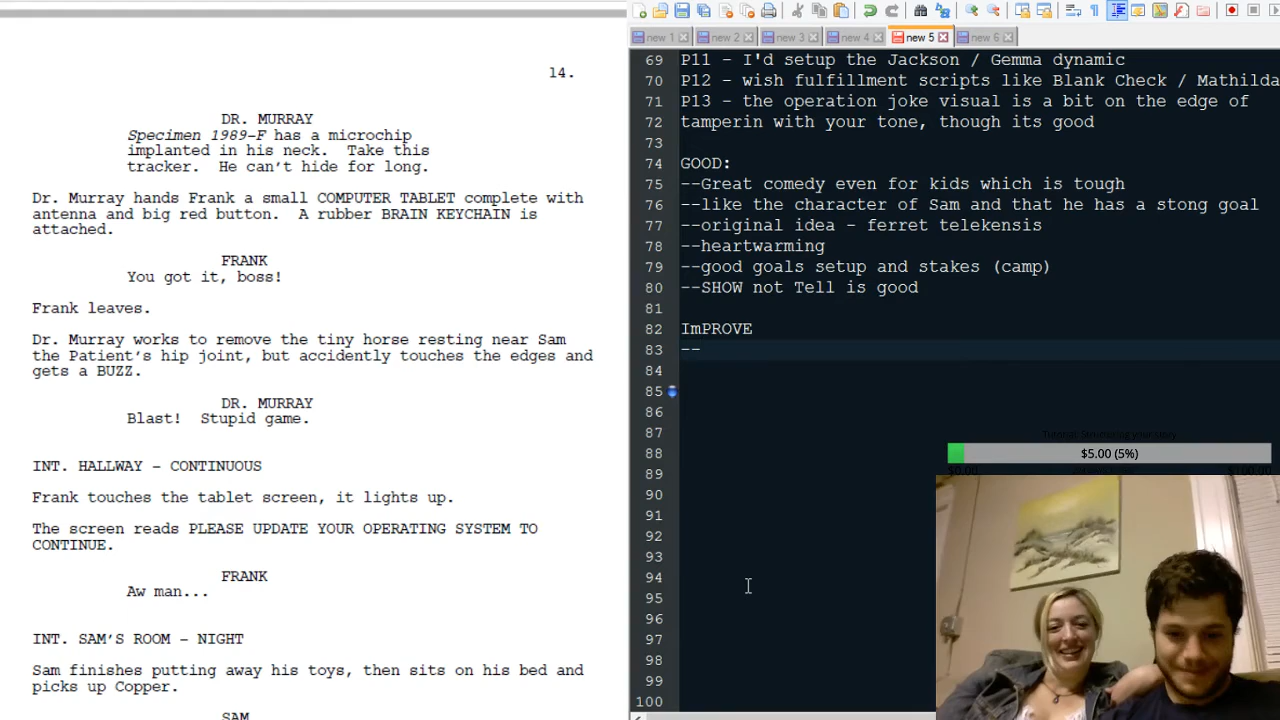 14.
DR. MURRAY
Specimen 1989-F has a microchip
implanted in his neck.  Take this
tracker.  He can't hide for long.
Dr. Murray hands Frank a small COMPUTER TABLET complete with
antenna and big red button.  A rubber BRAIN KEYCHAIN is
attached.
FRANK
You got it, boss!
Frank leaves.
Dr. Murray works to remove the tiny horse resting near Sam
the Patient's hip joint, but accidently touches the edges and
gets a BUZZ.
DR. MURRAY
Blast!  Stupid game.
INT. HALLWAY - CONTINUOUS
Frank touches the tablet screen, it lights up.
The screen reads PLEASE UPDATE YOUR OPERATING SYSTEM TO
CONTINUE.
FRANK
Aw man...
INT. SAM'S ROOM - NIGHT
Sam finishes putting away his toys, then sits on his bed and
picks up Copper.
SAM
new 1 new 2 new 3 new 4 new 5 new 6
69 P11 - I'd setup the Jackson / Gemma dynamic
70 P12 - wish fulfillment scripts like Blank Check / Mathilda
71 P13 - the operation joke visual is a bit on the edge of
72 tamperin with your tone, though its good
73
74 GOOD:
75 --Great comedy even for kids which is tough
76 --like the character of Sam and that he has a stong goal
77 --original idea - ferret telekensis
78 --heartwarming
79 --good goals setup and stakes (camp)
80 --SHOW not Tell is good
81
82 ImPROVE
83 --
84
85
86
87
88
89
90
91
92
93
94
95
96
97
98
99
100
$5.00 (5%)